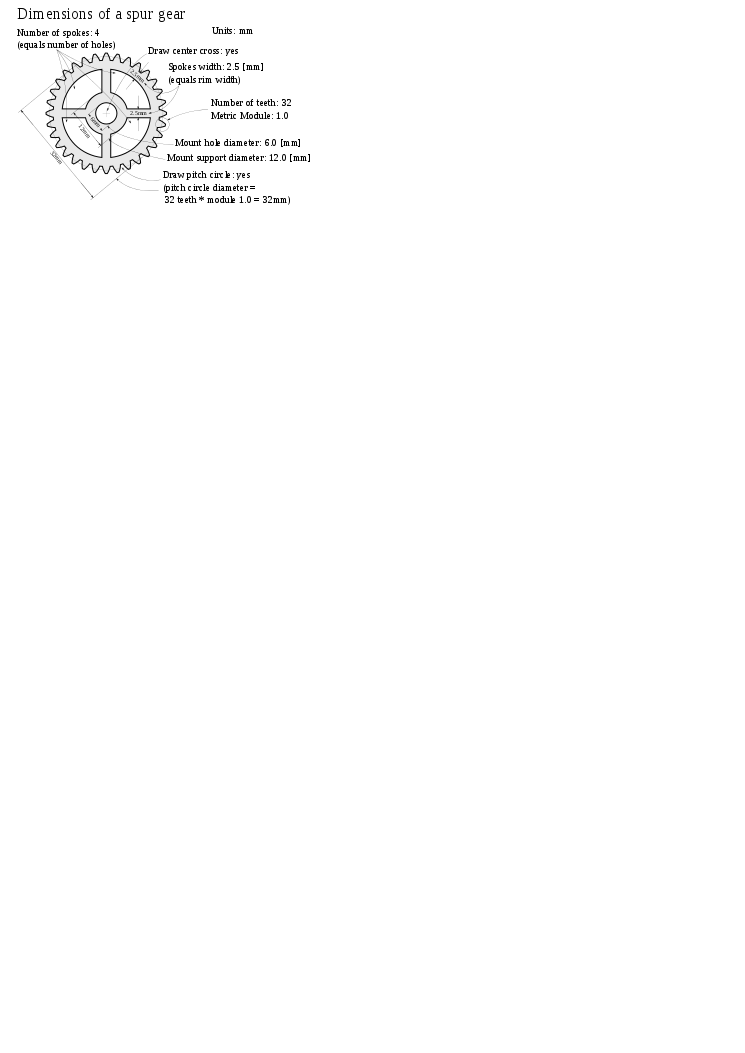 Dimensions of a spur gear
Number of spokes: 4
(equals number of holes)
Units: mm
Draw center cross: yes
Spokes width: 2.5 [mm]
(equals rim width)
Number of teeth: 32
Metric Module: 1.0
Mount hole diameter: 6.0 [mm]
Mount support diameter: 12.0 [mm]
Draw pitch circle: yes
(pitch circle diameter =
32 teeth * module 1.0 = 32mm)
2.5mm
2.5mm
6mm
12mm